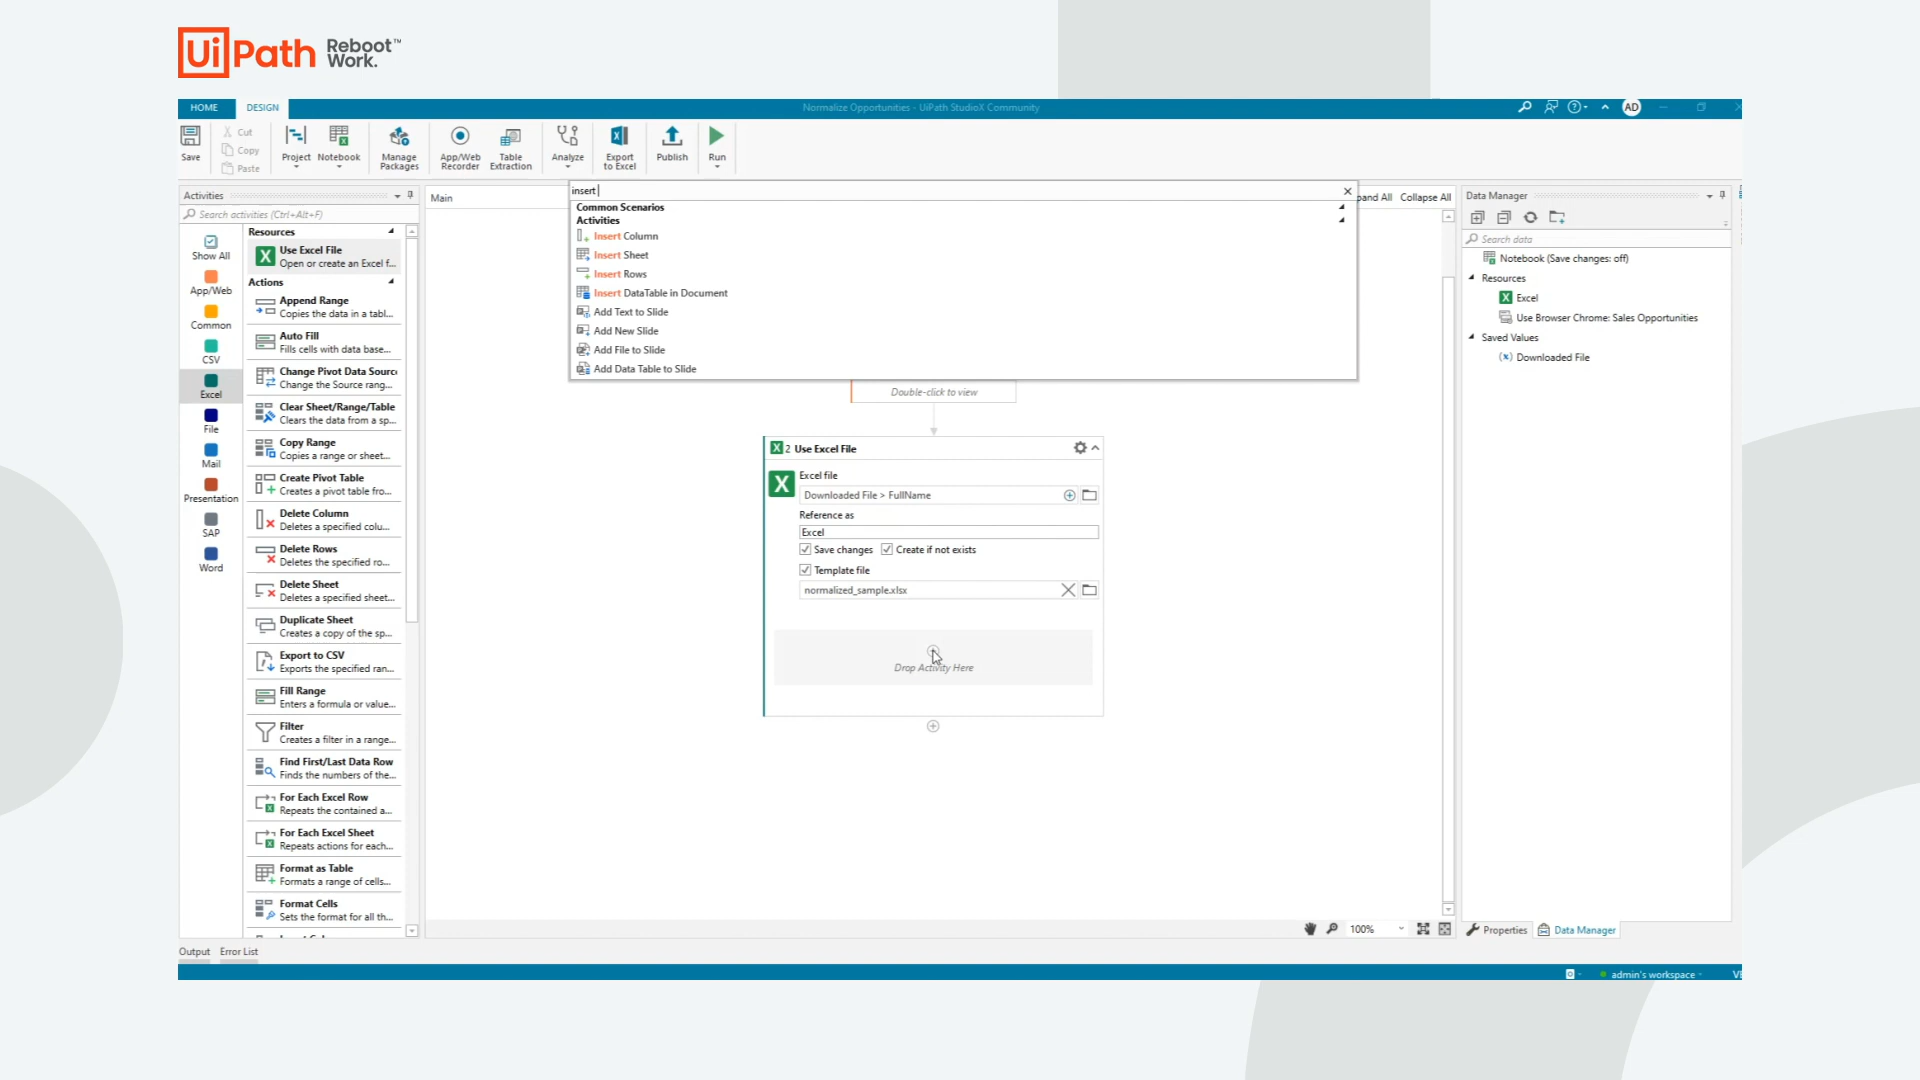 UiPath Reboot Work.™
HOME DESIGN
Normalize Opportunities - UiPath StudioX Community
AD
Save
Cut
Copy
Paste
Project
Notebook
Manage Packages
App/Web Recorder
Table Extraction
Analyze
Export to Excel
Publish
Run
Activities
Search activities (Ctrl+Alt+F)
Show All
App/Web
Common
CSV
Excel
File
Mail
Presentation
SAP
Word
Resources
Use Excel File
Open or create an Excel f...
Actions
Append Range
Copies the data in a tabl...
Auto Fill
Fills cells with data base...
Change Pivot Data Sourc
Change the Source rang...
Clear Sheet/Range/Table
Clears the data from a sp...
Copy Range
Copies a range or sheet...
Create Pivot Table
Creates a pivot table fro...
Delete Column
Deletes a specified colu...
Delete Rows
Deletes the specified ro...
Delete Sheet
Deletes a specified sheet...
Duplicate Sheet
Creates a copy of the sp...
Export to CSV
Exports the specified ran...
Fill Range
Enters a formula or value...
Filter
Creates a filter in a range...
Find First/Last Data Row
Finds the numbers of the...
For Each Excel Row
Repeats the contained a...
For Each Excel Sheet
Repeats actions for each...
Format as Table
Formats a range of cells...
Format Cells
Sets the format for all th...
Main
insert
pand All Collapse All
Common Scenarios
Activities
Insert Column
Insert Sheet
Insert Rows
Insert DataTable in Document
Add Text to Slide
Add New Slide
Add File to Slide
Add Data Table to Slide
Double-click to view
2 Use Excel File
Excel file
Downloaded File > FullName
Reference as
Excel
Save changes Create if not exists
Template file
normalized_sample.xlsx
Drop Activity Here
100%
Data Manager
Search data
Notebook (Save changes: off)
Resources
Excel
Use Browser Chrome: Sales Opportunities
Saved Values
(x) Downloaded File
Properties Data Manager
Output Error List
admin's workspace